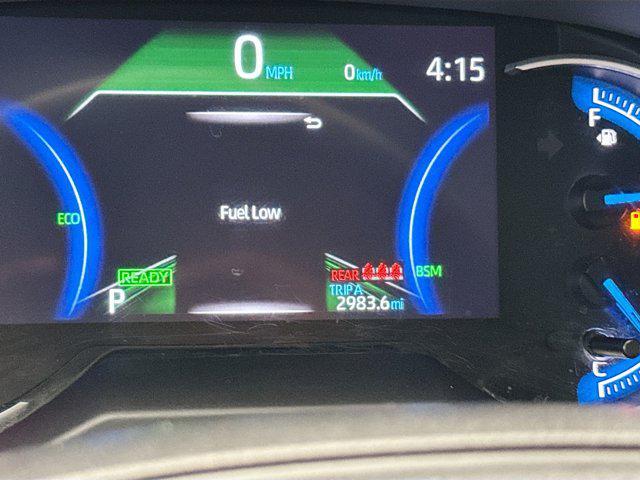 0 MPH 0 km/h 4:15
F
Fuel Low
ECO
READY REAR BSM
P TRIP A
2983.6 mi
C